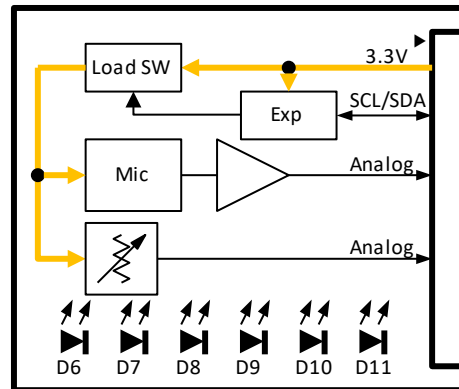 3.3V
Load SW
SCL/SDA
Exp
Analog
Mic
Analog
D6 D7 D8 D9 D10 D11